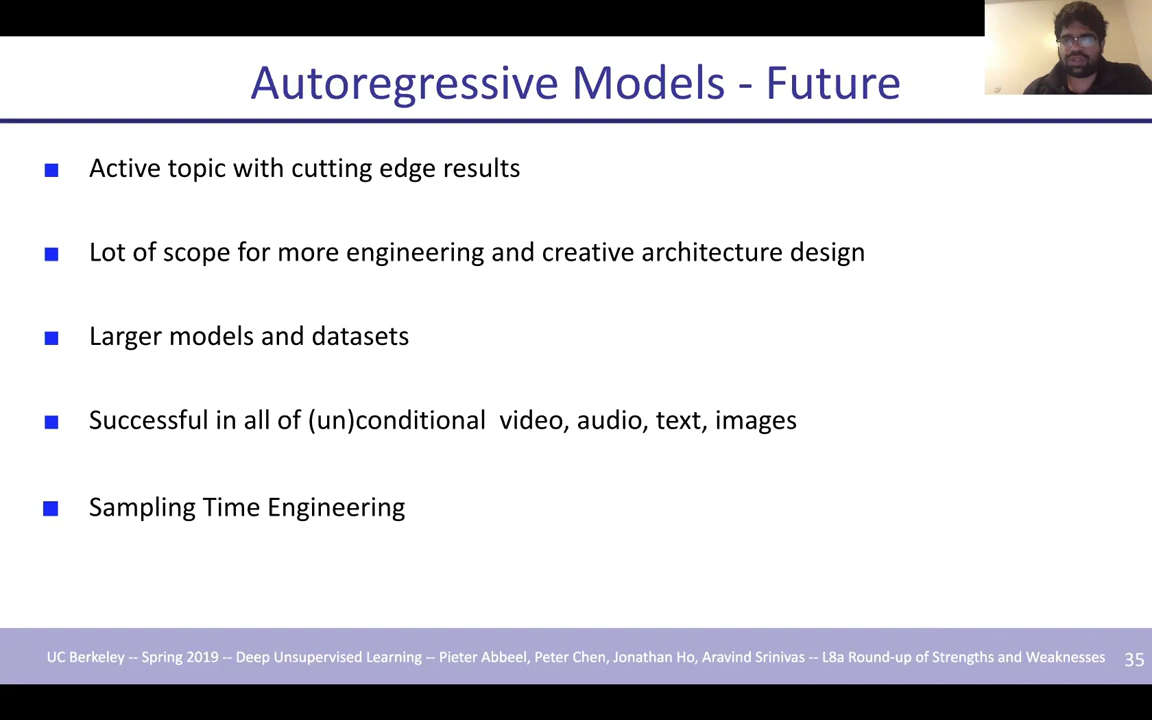 Autoregressive Models - Future
Active topic with cutting edge results
Lot of scope for more engineering and creative architecture design
Larger models and datasets
Successful in all of (un)conditional video, audio, text, images
Sampling Time Engineering
UC Berkeley -- Spring 2019 -- Deep Unsupervised Learning -- Pieter Abbeel, Peter Chen, Jonathan Ho, Aravind Srinivas -- L8a Round-up of Strengths and Weaknesses 35